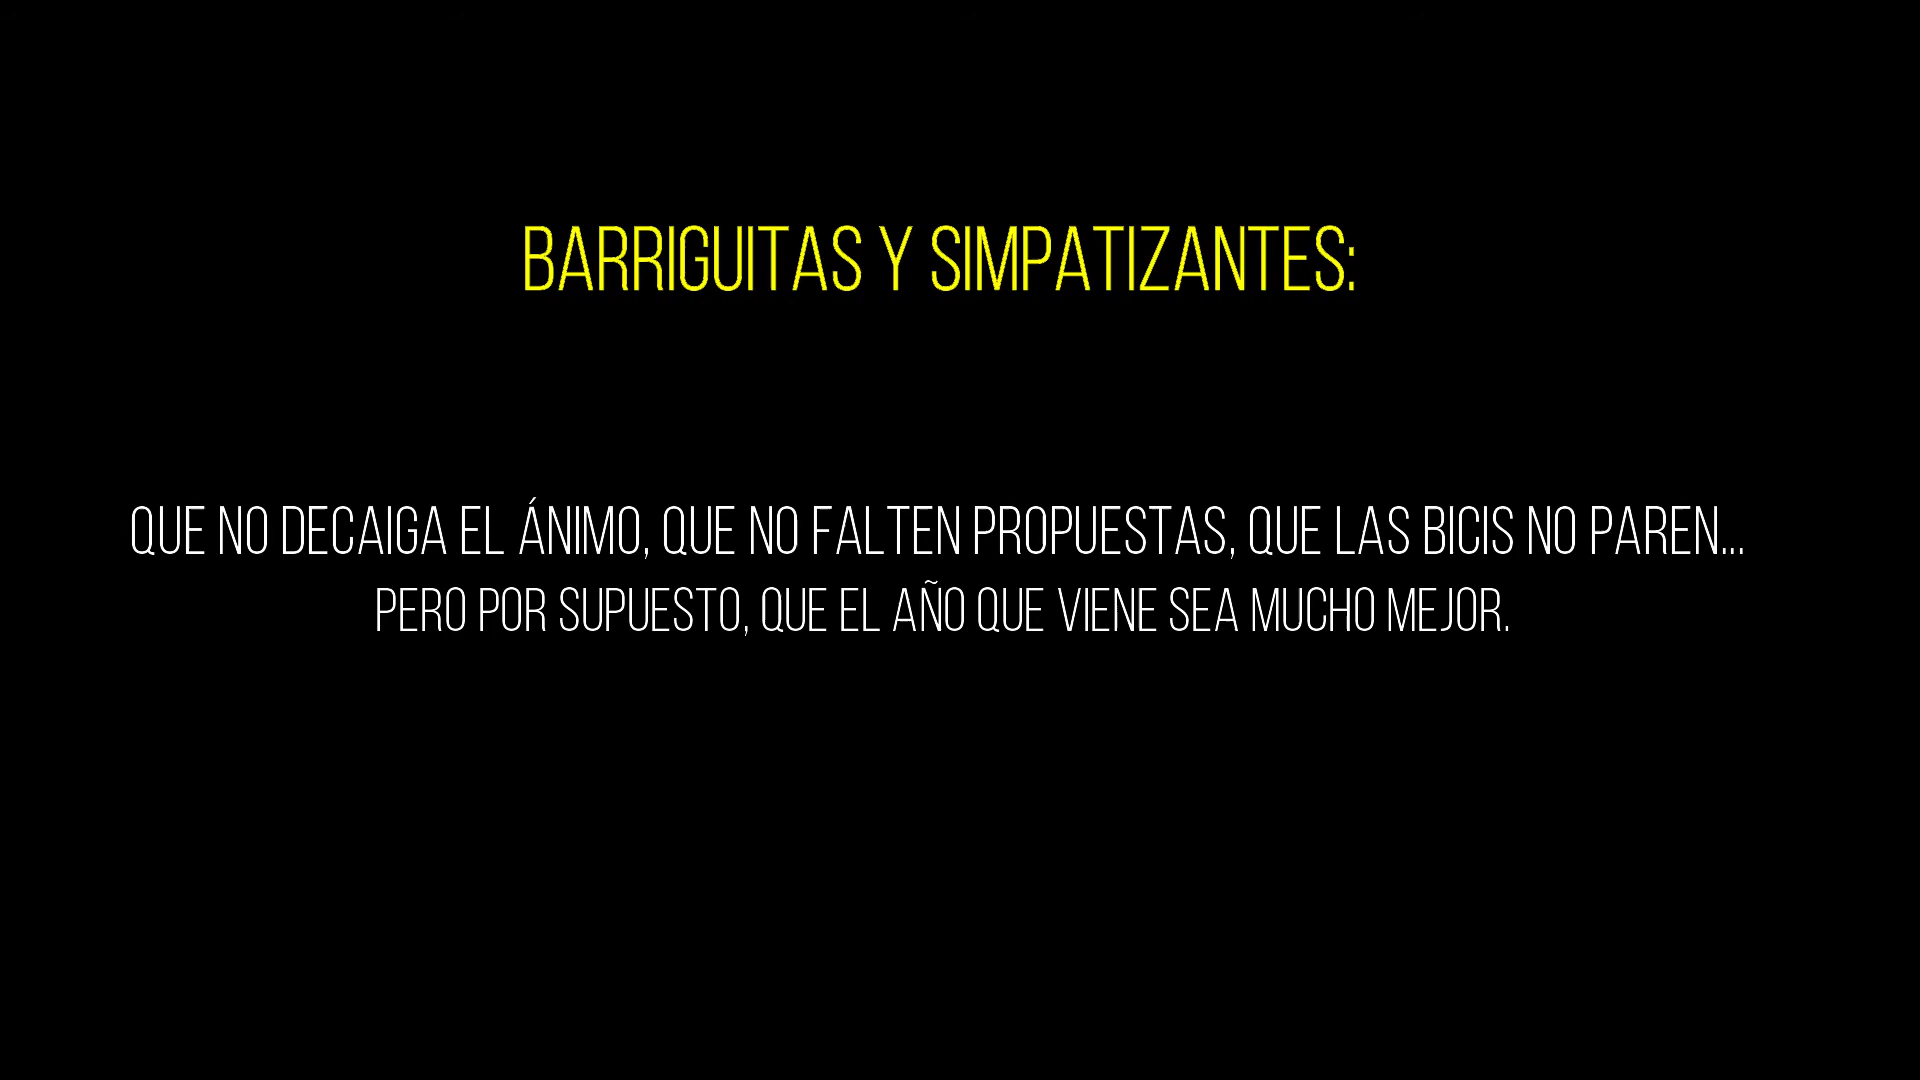 BARRIGUITAS Y SIMPATIZANTES:
QUE NO DECAIGA EL ÁNIMO, QUE NO FALTEN PROPUESTAS, QUE LAS BICIS NO PAREN...
PERO POR SUPUESTO, QUE EL AÑO QUE VIENE SEA MUCHO MEJOR.